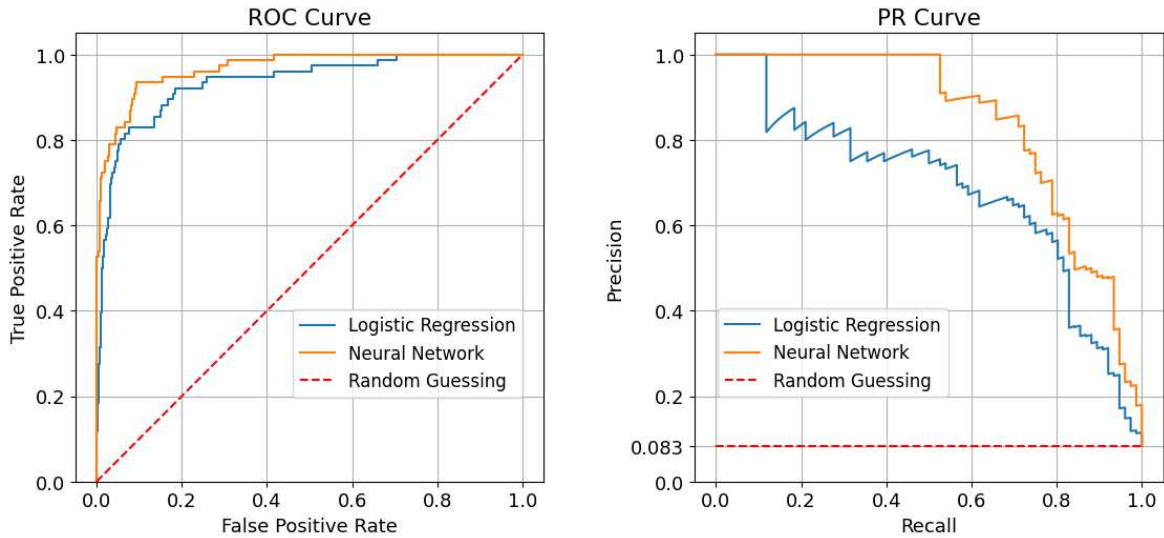 ROC Curve
1.0
0.8
0.6
0.4
0.2
0.0
True Positive Rate
Logistic Regression
Neural Network
Random Guessing
0.0 0.2 0.4 0.6 0.8 1.0
False Positive Rate
PR Curve
1.0
0.8
0.6
0.4
0.2
0.083
0.0
Precision
Logistic Regression
Neural Network
Random Guessing
0.0 0.2 0.4 0.6 0.8 1.0
Recall